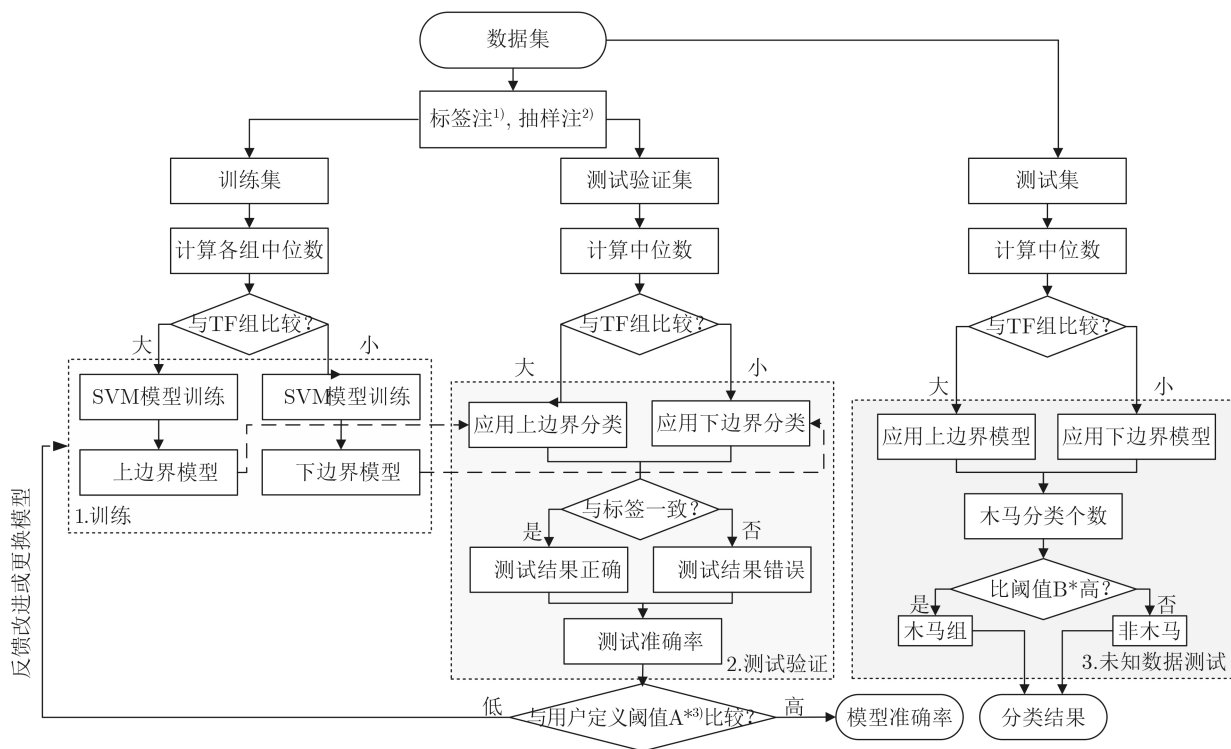 数据集
标签注¹⁾, 抽样注²⁾
训练集
测试验证集
测试集
计算各组中位数
计算中位数
计算中位数
与TF组比较?
与TF组比较?
与TF组比较?
大
小
大
小
大
小
SVM模型训练
SVM模型训练
应用上边界分类
应用下边界分类
应用上边界模型
应用下边界模型
上边界模型
下边界模型
1.训练
与标签一致?
木马分类个数
是
否
测试结果正确
测试结果错误
比阈值B*高?
是
否
木马组
非木马
测试准确率
2.测试验证
3.未知数据测试
反馈改进或更换模型
低
与用户定义阈值A*³⁾比较?
高
模型准确率
分类结果